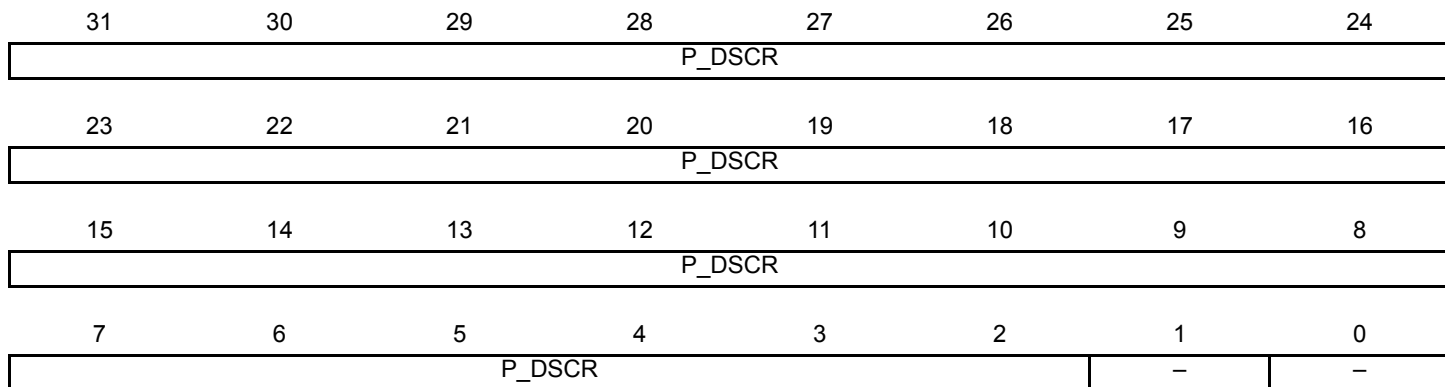 31 30 29 28 27 26 25 24
P_DSCR
23 22 21 20 19 18 17 16
P_DSCR
15 14 13 12 11 10 9 8
P_DSCR
7 6 5 4 3 2 1 0
P_DSCR – –